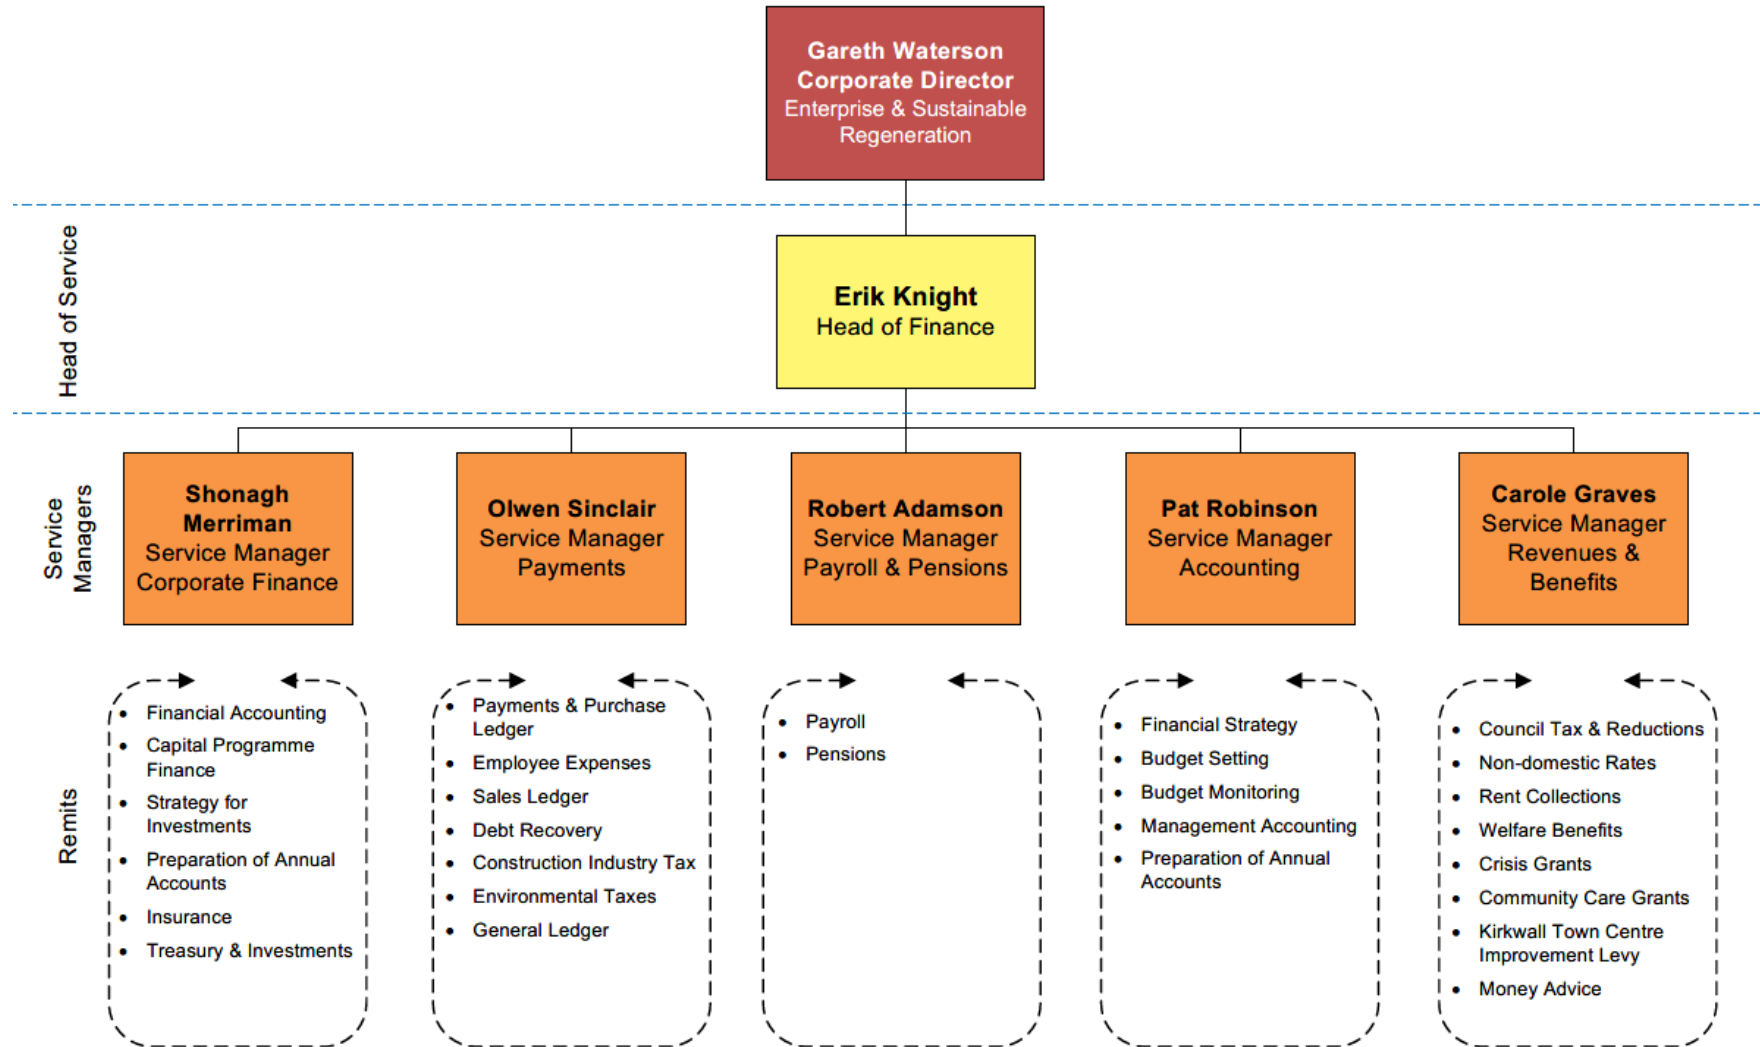 Gareth Waterson
Corporate Director
Enterprise & Sustainable
Regeneration
Head of Service
Erik Knight
Head of Finance
Service
Managers
Shonagh
Merriman
Service Manager
Corporate Finance
Olwen Sinclair
Service Manager
Payments
Robert Adamson
Service Manager
Payroll & Pensions
Pat Robinson
Service Manager
Accounting
Carole Graves
Service Manager
Revenues &
Benefits
Remits
• Financial Accounting
• Capital Programme
Finance
• Strategy for
Investments
• Preparation of Annual
Accounts
• Insurance
• Treasury & Investments
• Payments & Purchase
Ledger
• Employee Expenses
• Sales Ledger
• Debt Recovery
• Construction Industry Tax
• Environmental Taxes
• General Ledger
• Payroll
• Pensions
• Financial Strategy
• Budget Setting
• Budget Monitoring
• Management Accounting
• Preparation of Annual
Accounts
• Council Tax & Reductions
• Non-domestic Rates
• Rent Collections
• Welfare Benefits
• Crisis Grants
• Community Care Grants
• Kirkwall Town Centre
Improvement Levy
• Money Advice